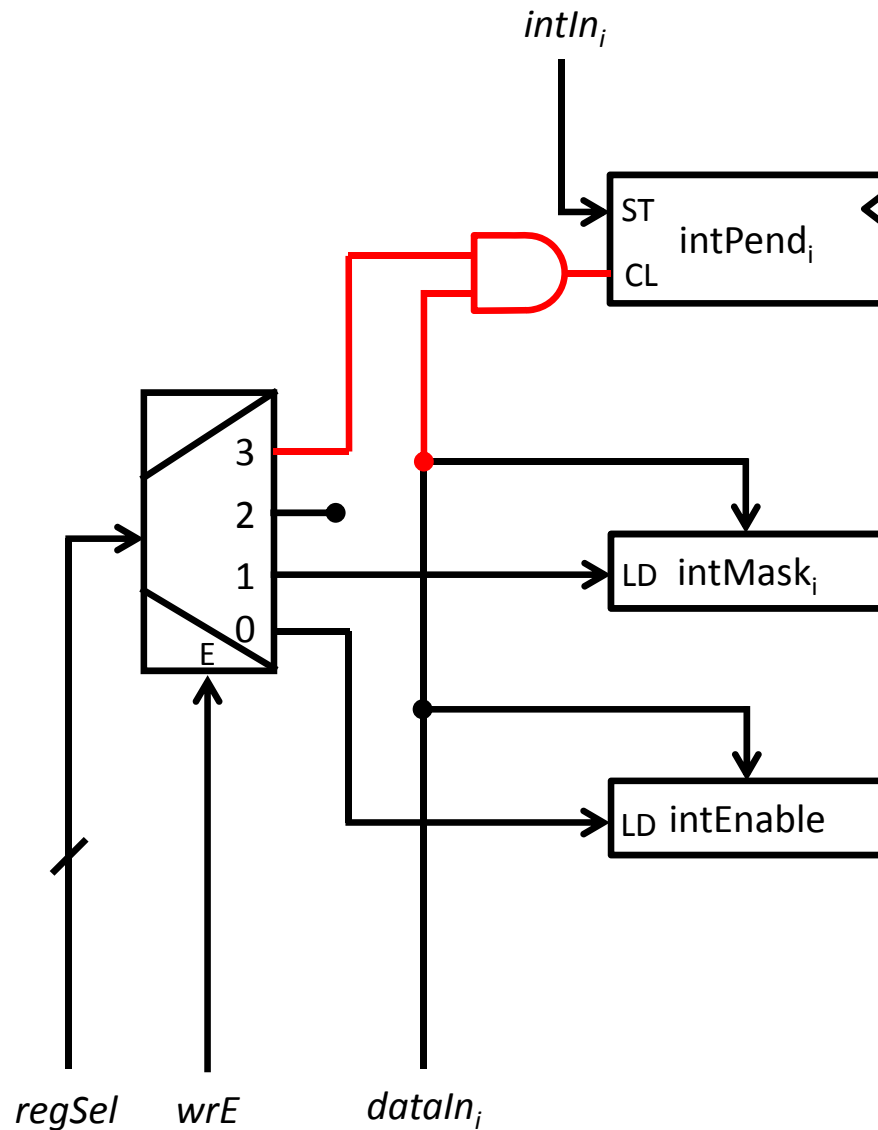 intIn_i
ST
intPend_i
CL
3
2
1
LD intMask_i
0
E
LD intEnable
regSel wrE dataIn_i